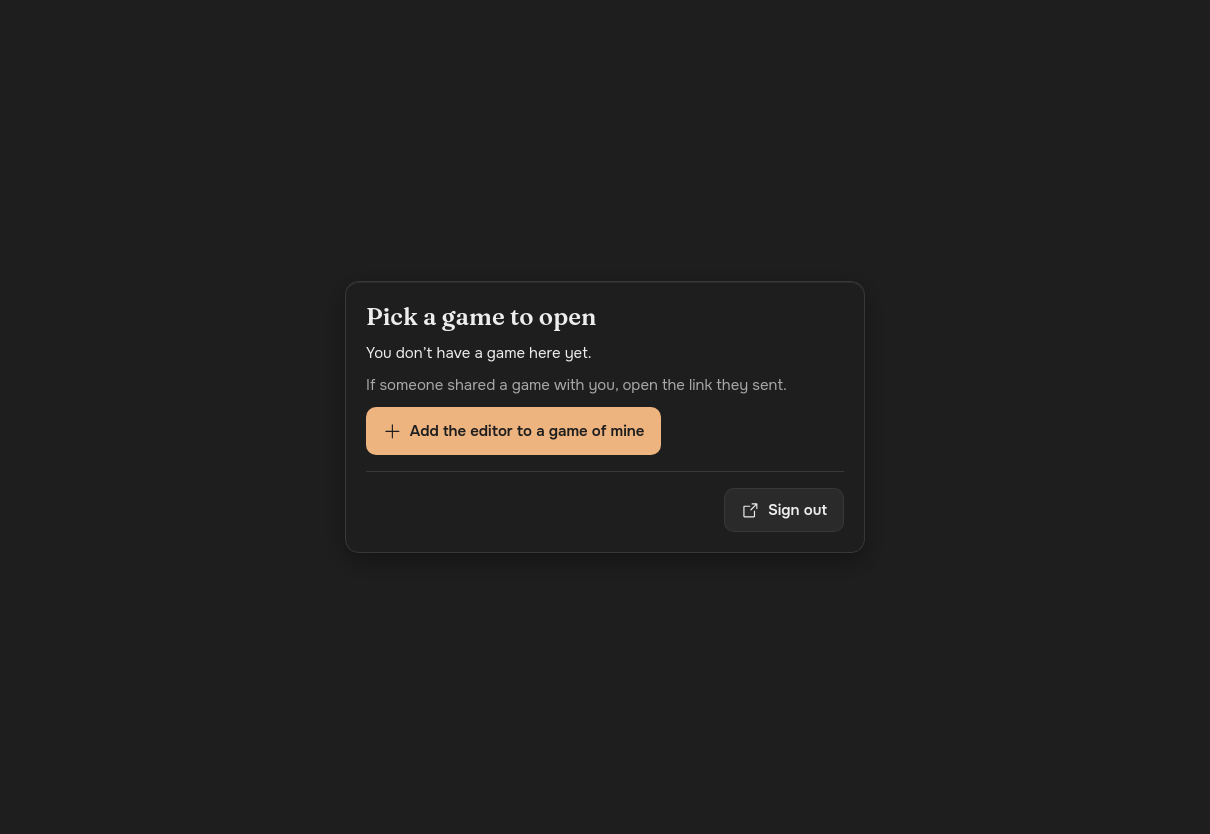 Pick a game to open
You don’t have a game here yet.
If someone shared a game with you, open the link they sent.
Add the editor to a game of mine
Sign out